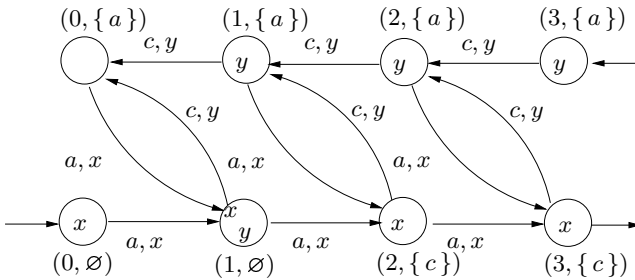 (0, { a }) (1, { a }) (2, { a }) (3, { a })
c, y c, y c, y
y y y
c, y c, y c, y
a, x a, x a, x
x x y x x
a, x a, x a, x
(0, ∅) (1, ∅) (2, { c }) (3, { c })